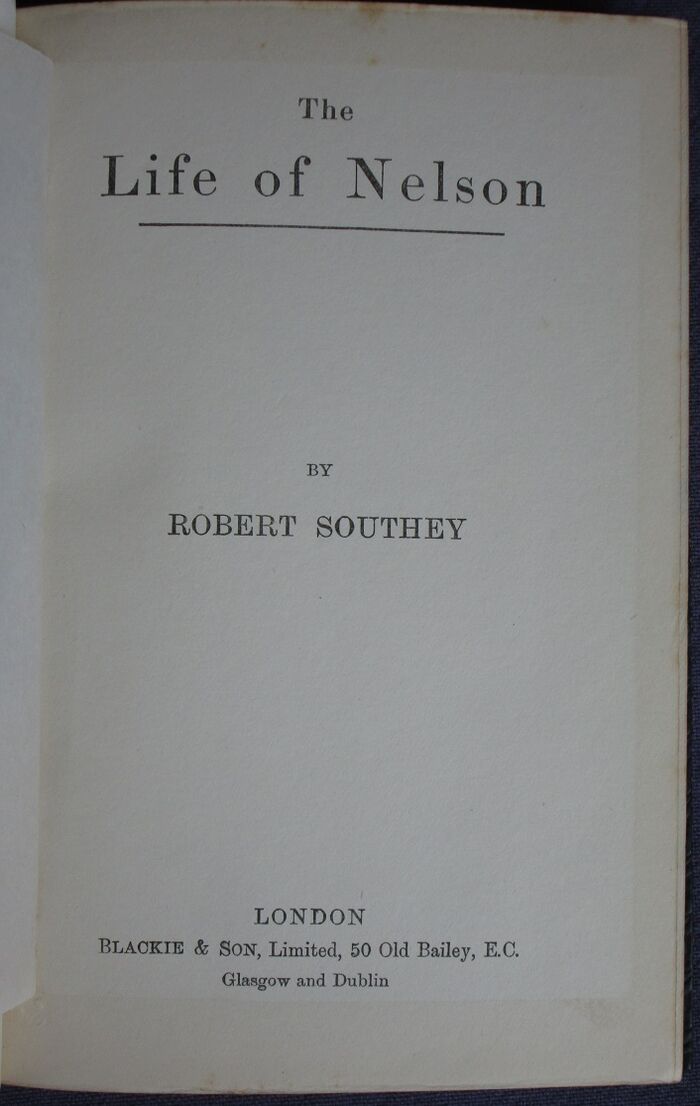 The
Life of Nelson
BY
ROBERT SOUTHEY
LONDON
BLACKIE & SON, Limited, 50 Old Bailey, E.C.
Glasgow and Dublin